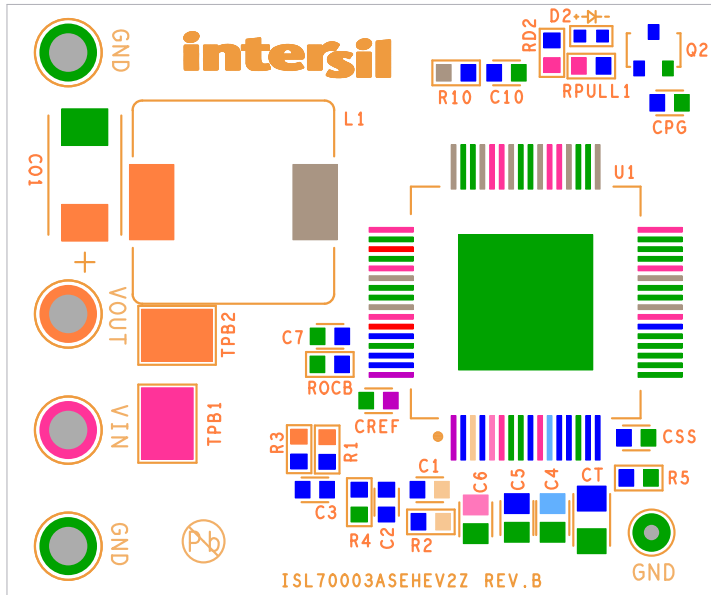 GND
intersil
D2
RD2
Q2
R10
C10
RPULL1
CPG
L1
CO1
U1
+
VOUT
TPB2
C7
ROCB
VIN
TPB1
CREF
CSS
R3
R1
C1
C6
C5
C4
CT
R5
C3
R4
C2
R2
GND
Pb
GND
ISL70003ASEHEV2Z REV.B